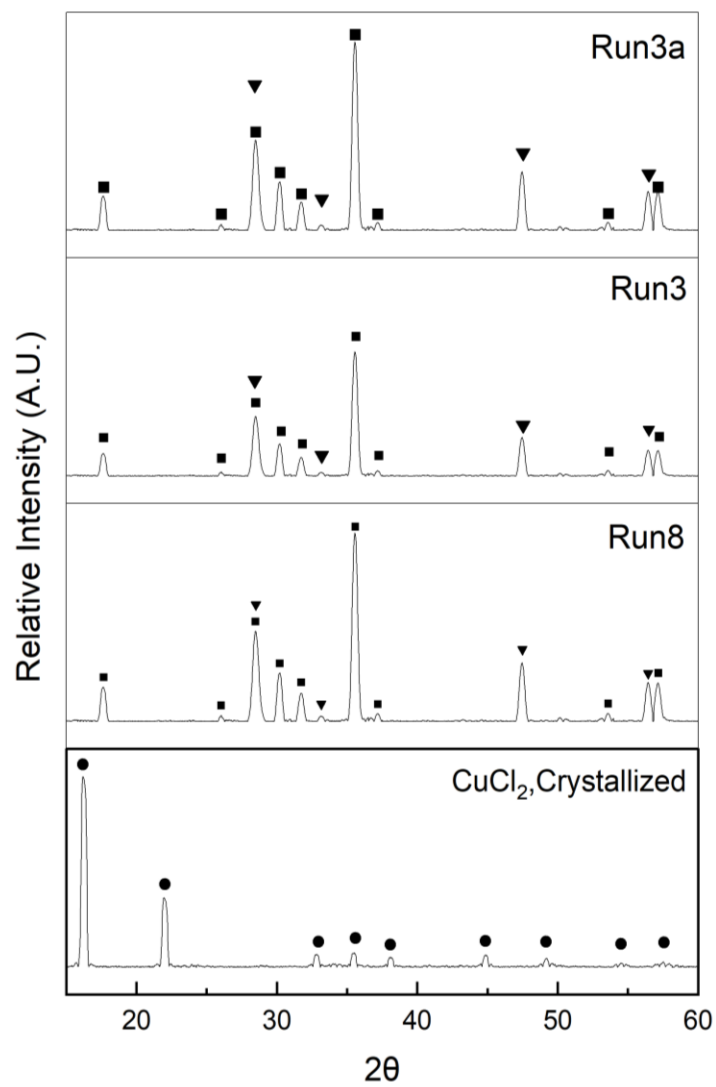 Run3a
Run3
Run8
CuCl₂,Crystallized
Relative Intensity (A.U.)
20 30 40 50 60
2θ